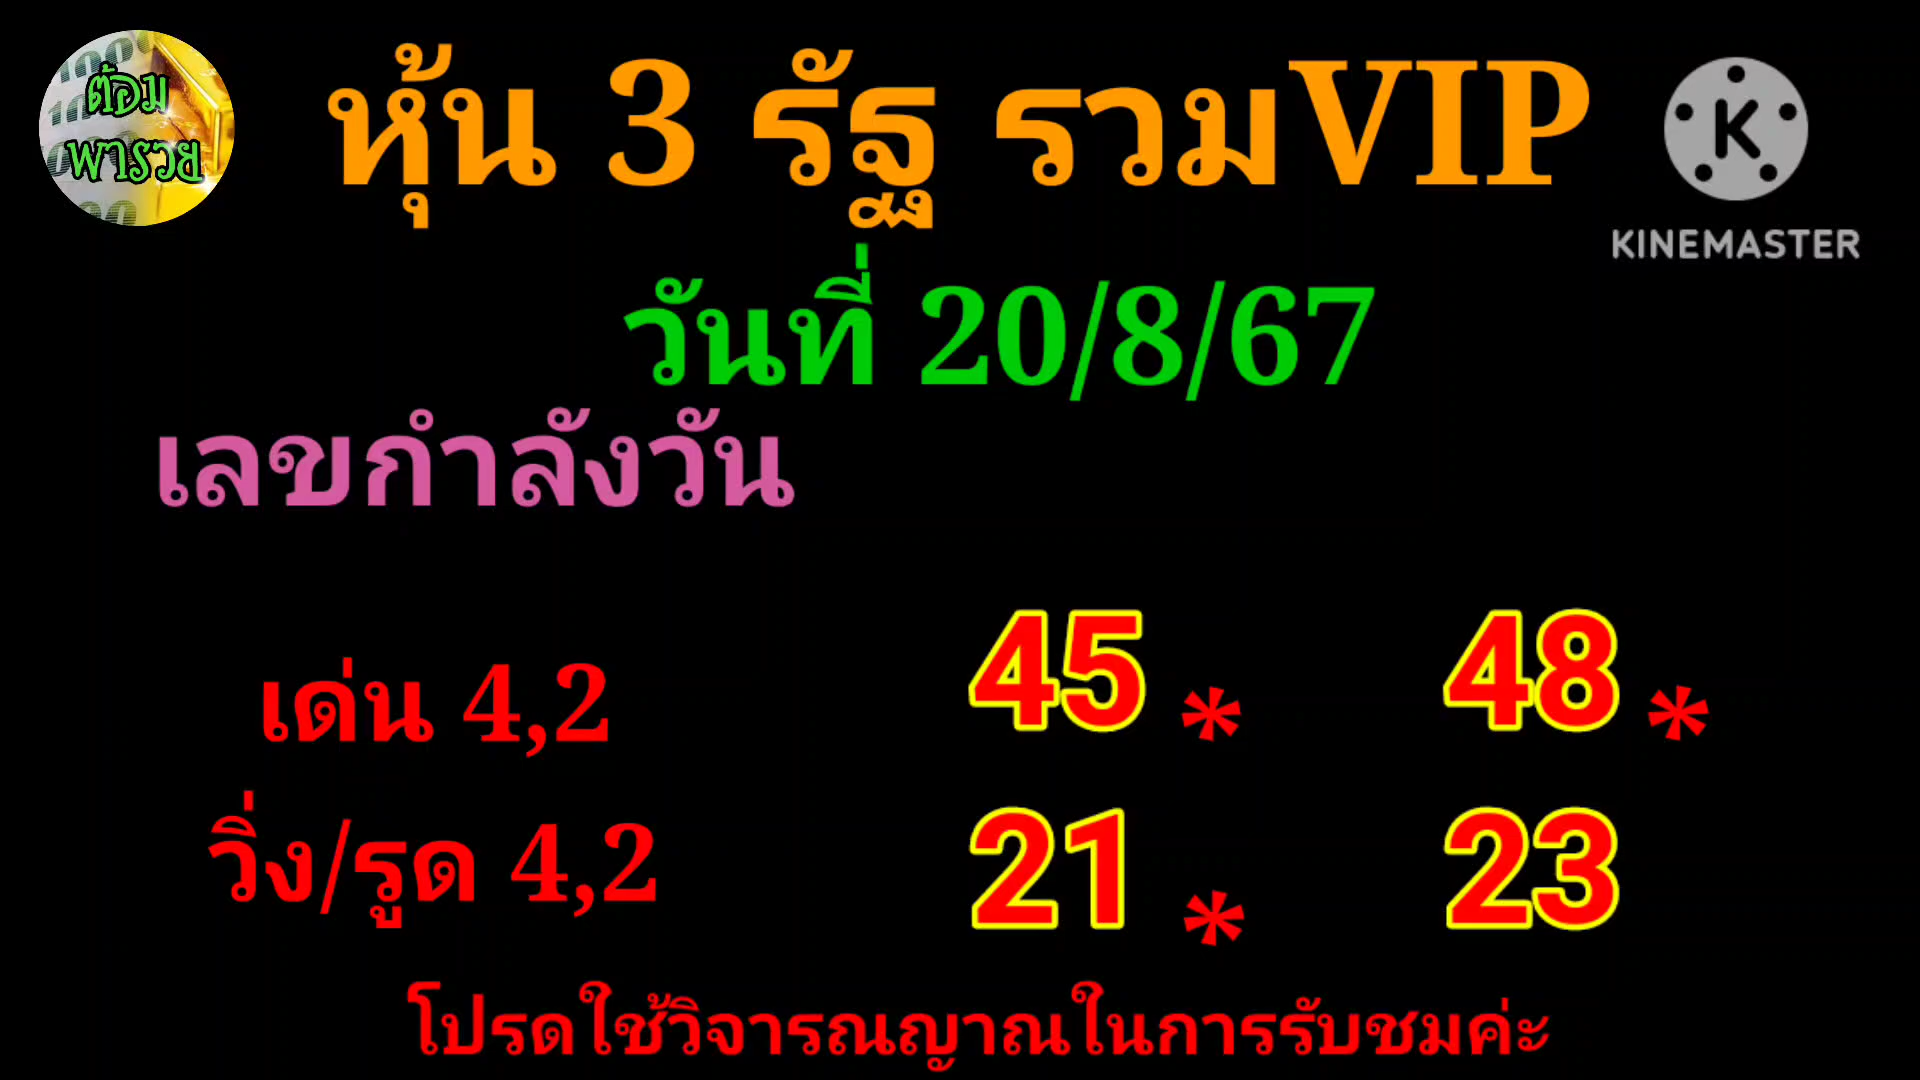 ต้อม
พารวย
หุ้น 3 รัฐ รวมVIP
KINEMASTER
วันที่ 20/8/67
เลขกำลังวัน
เด่น 4,2
45 * 48 *
วิ่ง/รูด 4,2
21 * 23
โปรดใช้วิจารณญาณในการรับชมค่ะ